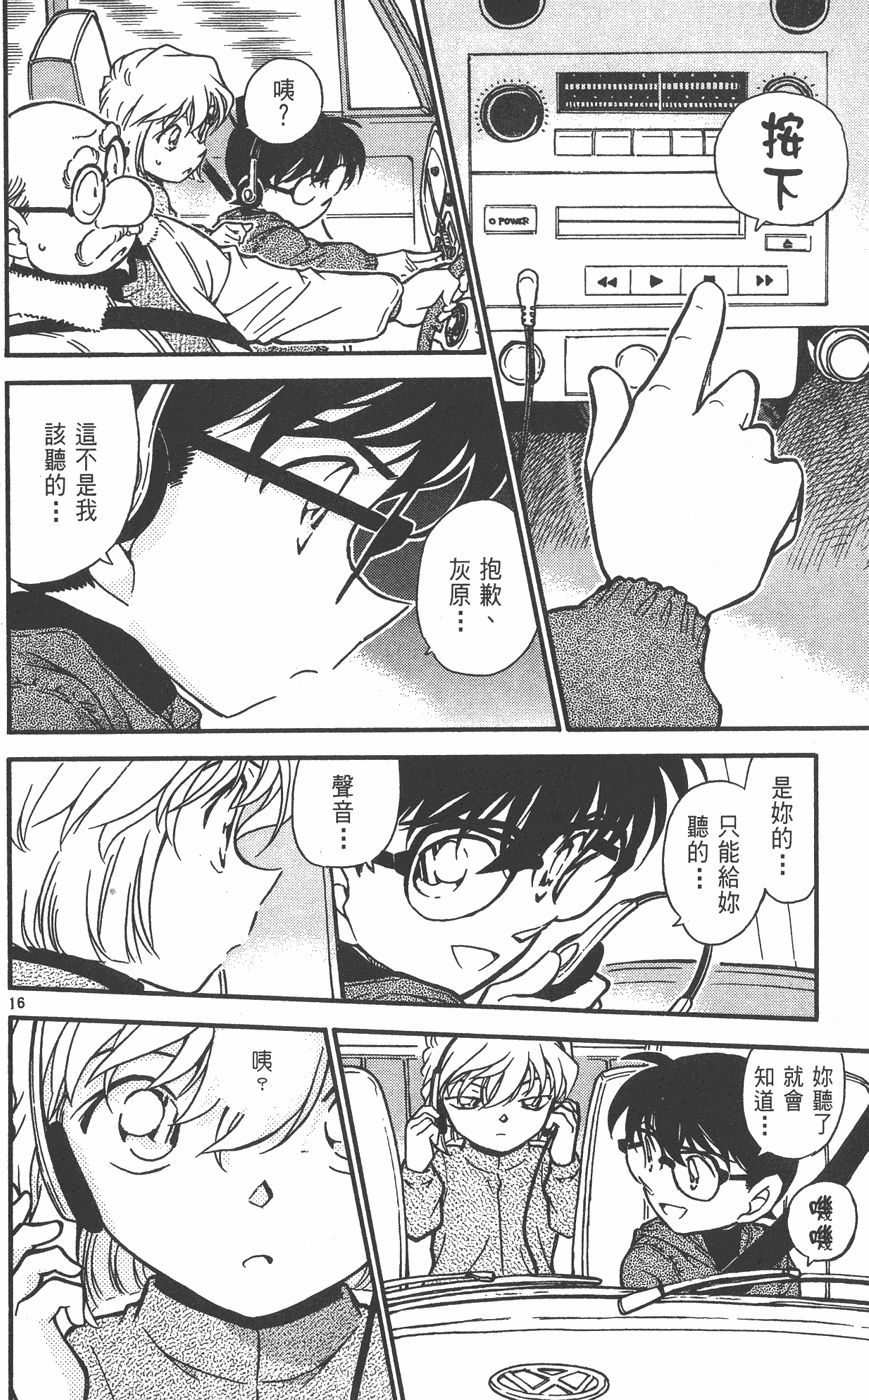 按下
POWER
咦?
抱歉、
灰原…
這不是我
該聽的…
是妳的…
只能給妳
聽的…
聲音…
16
妳聽了
就會
知道…
嘰嘰
咦?